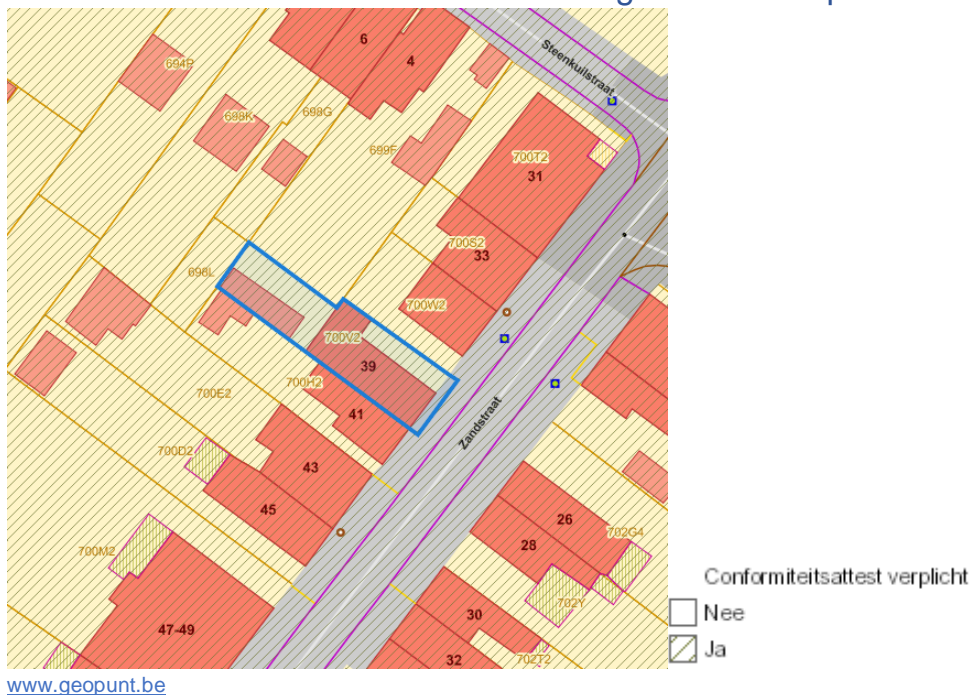 6
4
Steenkuilstraat
694P
698K
698G
699F
700T2
31
700S2
33
698L
700W2
700V2
39
700H2
700E2
41
Zandstraat
700D2
43
45
26
702G4
28
700M2
702Y
30
47-49
32
702T2
Conformiteitsattest verplicht
Nee
Ja
www.geopunt.be